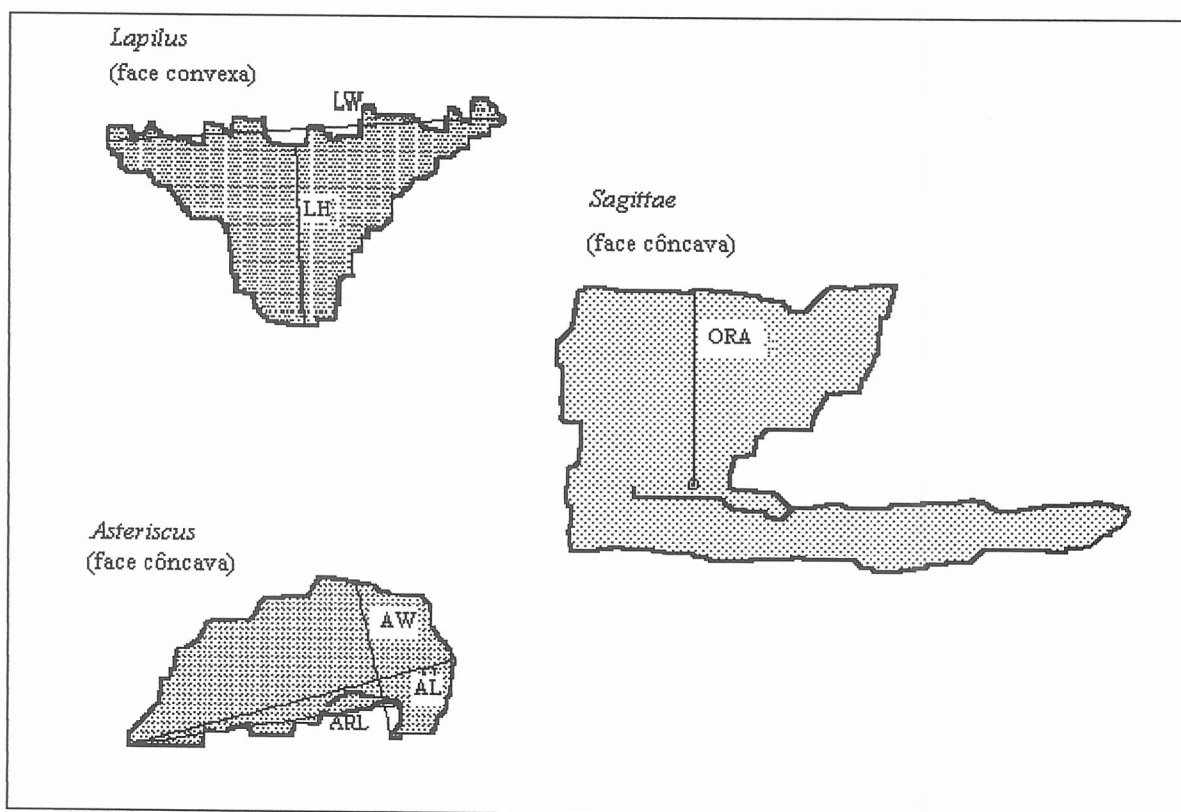 Lapilus
(face convexa)
LW
LH
Sagittae
(face côncava)
ORA
Asteriscus
(face côncava)
AW
AL
ARL